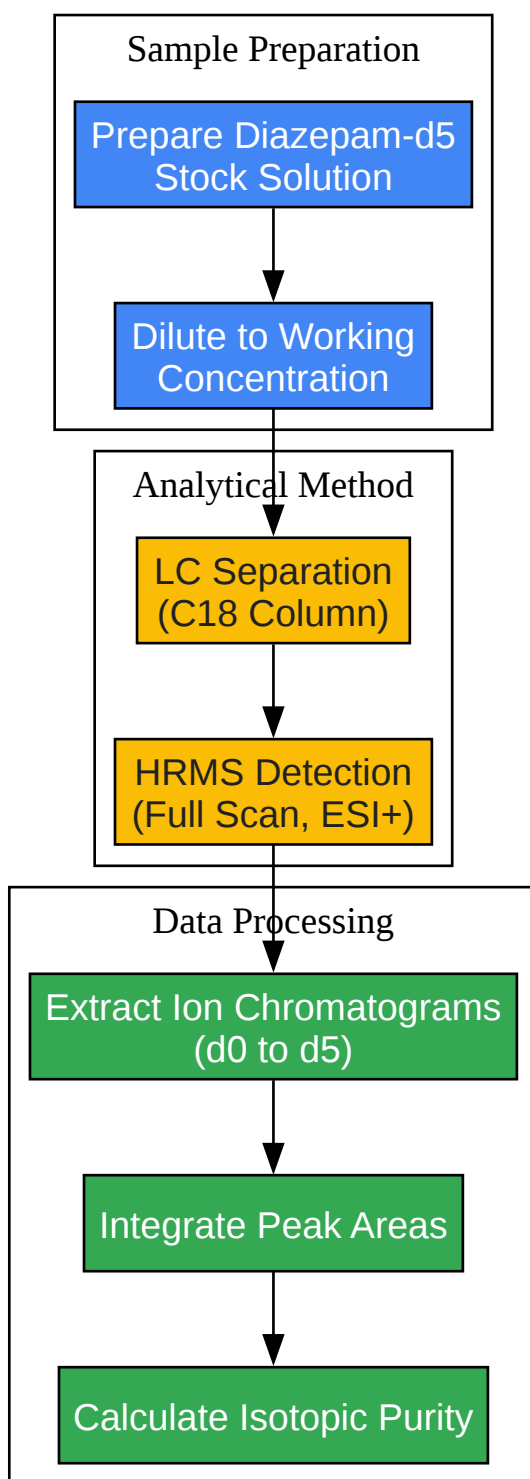 Sample Preparation
Prepare Diazepam-d5
Stock Solution
Dilute to Working
Concentration
Analytical Method
LC Separation
(C18 Column)
HRMS Detection
(Full Scan, ESI+)
Data Processing
Extract Ion Chromatograms
(d0 to d5)
Integrate Peak Areas
Calculate Isotopic Purity